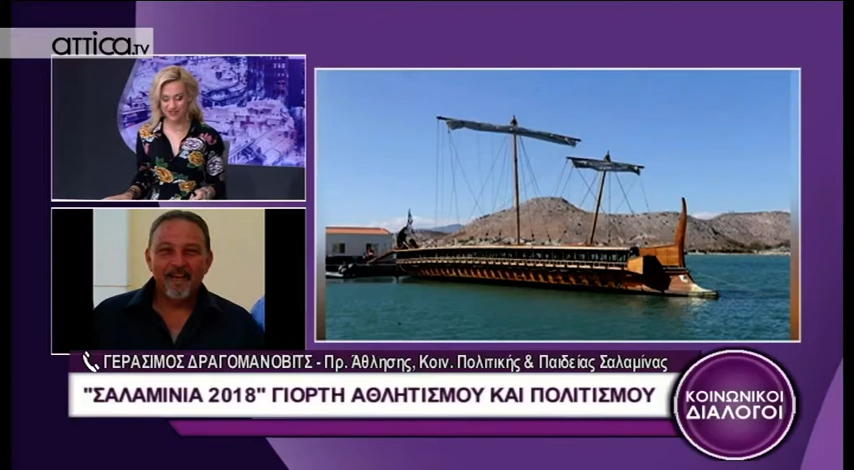 attica.tv
ΓΕΡΑΣΙΜΟΣ ΔΡΑΓΟΜΑΝΟΒΙΤΣ - Πρ. Άθλησης, Κοιν. Πολιτικής & Παιδείας Σαλαμίνας
"ΣΑΛΑΜΙΝΙΑ 2018" ΓΙΟΡΤΗ ΑΘΛΗΤΙΣΜΟΥ ΚΑΙ ΠΟΛΙΤΙΣΜΟΥ
ΚΟΙΝΩΝΙΚΟΙ
ΔΙΑΛΟΓΟΙ